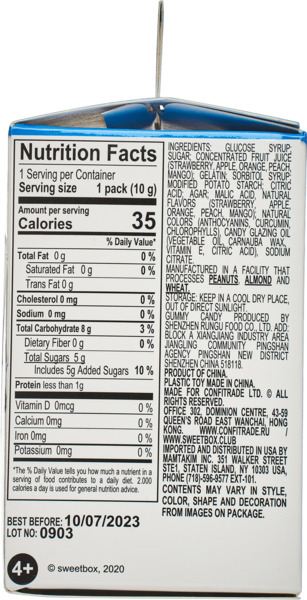 Nutrition Facts
1 Serving per Container
Serving size 1 pack (10 g)
Amount per serving
Calories 35
% Daily Value*
Total Fat 0 g 0 %
Saturated Fat 0 g 0 %
Trans Fat 0 g
Cholesterol 0 mg 0 %
Sodium 0 mg 0 %
Total Carbohydrate 8 g 3 %
Dietary Fiber 0 g 0 %
Total Sugars 5 g
Includes 5g Added Sugars 10 %
Protein less than 1g
Vitamin D 0mcg 0 %
Calcium 0mg 0 %
Iron 0mg 0 %
Potassium 0mg 0 %
*The % Daily Value tells you how much a nutrient in a
serving of food contributes to a daily diet. 2.000
calories a day is used for general nutrition advice.
BEST BEFORE: 10/07/2023
LOT NO: 0903
4+
© sweetbox, 2020
INGREDIENTS: GLUCOSE SYRUP;
SUGAR; CONCENTRATED FRUIT JUICE
(STRAWBERRY, APPLE, ORANGE, PEACH,
MANGO); GELATIN; SORBITOL SYRUP;
MODIFIED POTATO STARCH; CITRIC
ACID; AGAR; MALIC ACID, NATURAL
FLAVORS (STRAWBERRY, APPLE,
ORANGE, PEACH, MANGO); NATURAL
COLORS (ANTHOCYANINS, CURCUMIN,
CHLOROPHYLLS), CANDY GLAZING OIL
(VEGETABLE OIL, CARNAUBA WAX,
VITAMIN E, CITRIC AVID), SODIUM
CITRATE.
MANUFACTURED IN A FACILITY THAT
PROCESSES PEANUTS, ALMOND AND
WHEAT.
STORAGE: KEEP IN A COOL DRY PLACE,
OUT OF DIRECT SUNLIGHT.
GUMMY CANDY PRODUCED BY
SHENZHEN RUNGU FOOD CO., LTD. ADD:
BLOCK A XIANGJIANG INDUSTRY AREA
JIANGLING COMMUNITY PINGSHAN
AGENCY PINGSHAN NEW DISTRICT
SHENZHEN CHINA 518118.
PRODUCT OF CHINA.
PLASTIC TOY MADE IN CHINA.
MADE FOR CONFITRADE LTD. © ALL
RIGHTS RESERVED.
OFFICE 302, DOMINION CENTRE, 43-59
QUEEN'S ROAD EAST WANCHAI, HONG
KONG. WWW.CONFITRADE.RU /
WWW.SWEETBOX.CLUB
IMPORTED AND DISTRIBUTED IN USA BY
MAMTAKIM INC. 351 WALKER STREET
STE1, STATEN ISLAND, NY 10303 USA,
PHONE (718)-596-0577 EXT-101.
CONTENTS MAY VARY IN STYLE,
COLOR, SHAPE AND DECORATION
FROM IMAGES ON PACKAGE.